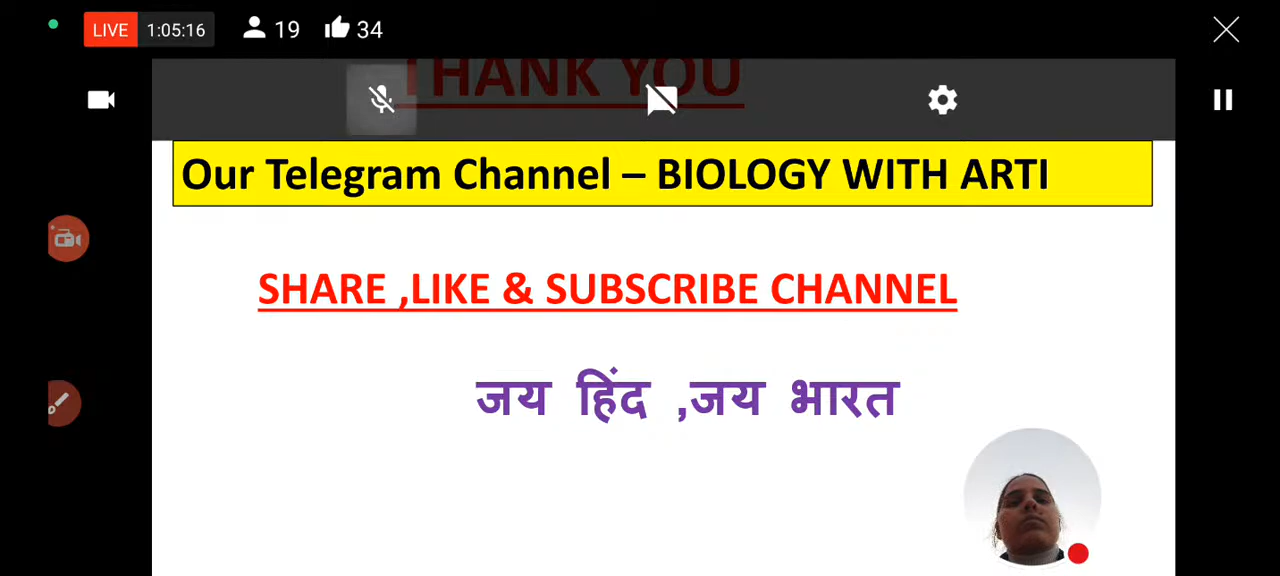 LIVE 1:05:16 19 34
THANK YOU
Our Telegram Channel – BIOLOGY WITH ARTI
SHARE ,LIKE & SUBSCRIBE CHANNEL
जय हिंद ,जय भारत